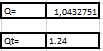 Q= 1,0432751
Qt= 1.24